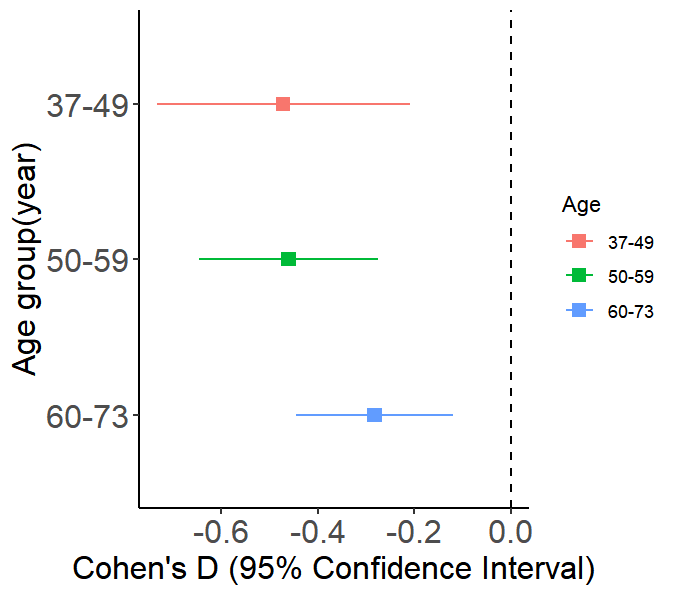 Age group(year)
37-49
50-59
60-73
-0.6 -0.4 -0.2 0.0
Cohen's D (95% Confidence Interval)
Age
37-49
50-59
60-73